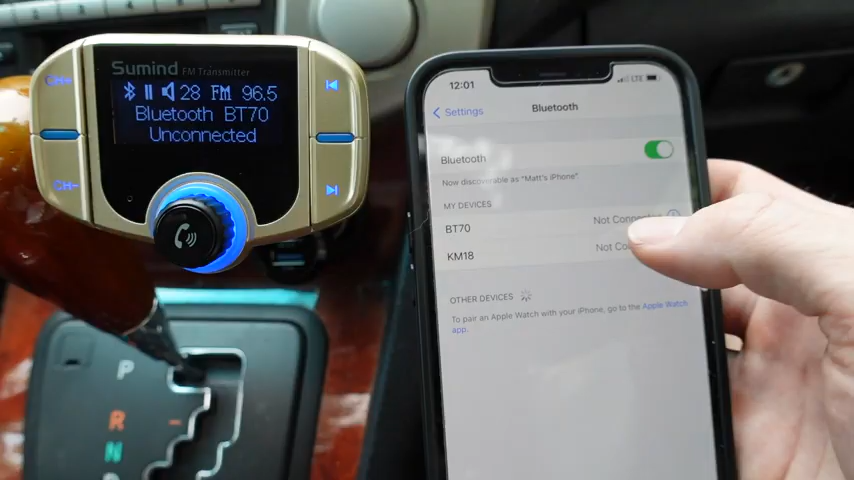 Sumind FM Transmitter
28 FM 96.5
Bluetooth BT70
Unconnected
CH+
CH-
P
R
N
12:01
LTE
Settings
Bluetooth
Bluetooth
Now discoverable as "Matt's iPhone"
MY DEVICES
BT70 Not
KM18 Not
OTHER DEVICES
To pair an Apple Watch with your iPhone, go to the Apple Watch
app.